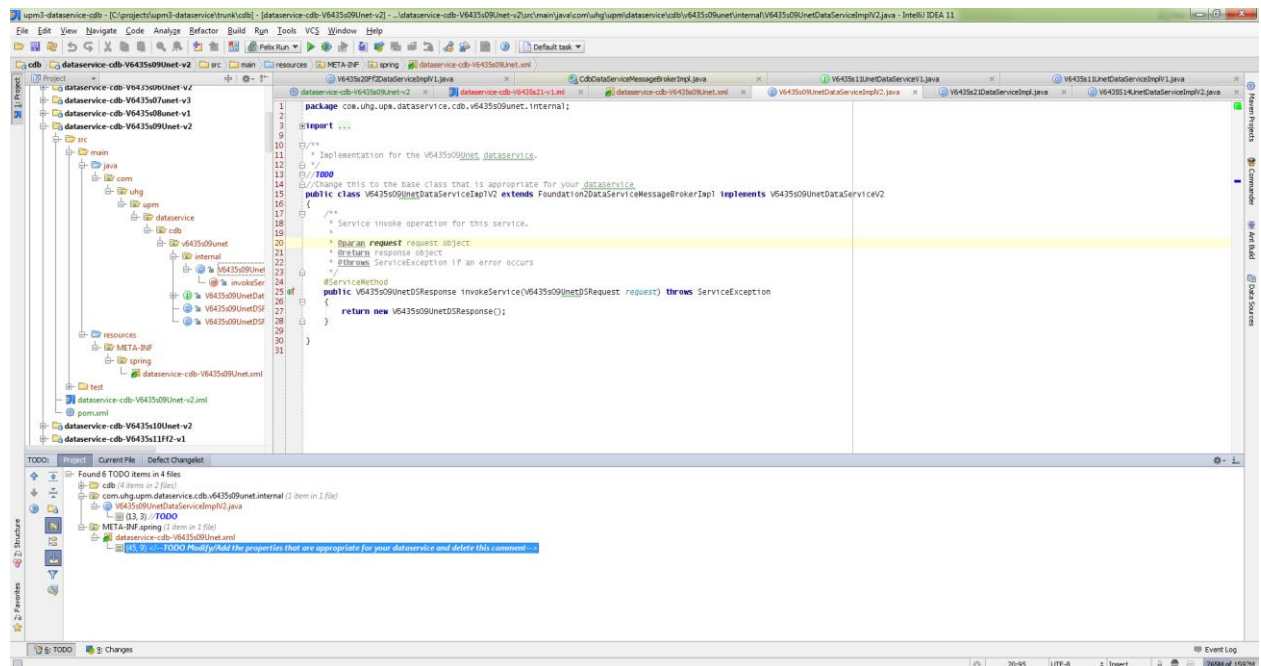 upm3-dataservice-cdb - [C:\projects\upm3-dataservice\trunk\cdb] - [dataservice-cdb-V6435s09Unet-v2] - ...\dataservice-cdb-V6435s09Unet-v2\src\main\java\com\uhg\upm\dataservice\cdb\v6435s09unet\internal\V6435s09UnetDataServiceImplV2.java - IntelliJ IDEA 11
File Edit View Navigate Code Analyze Refactor Build Run Tools VCS Window Help
Felix Run Default task
cdb dataservice-cdb-V6435s09Unet-v2 src main resources META-INF spring dataservice-cdb-V6435s09Unet.xml
Project
V6435s20Ff2DataServiceImplV1.java CdbDataServiceMessageBrokerImpl.java V6435s11UnetDataServiceV1.java V6435s11UnetDataServiceImplV1.java
dataservice-cdb-V6435s09Unet-v2 dataservice-cdb-V6435s21-v1.iml dataservice-cdb-V6435s09Unet.xml V6435s09UnetDataServiceImplV2.java V6435s21DataServiceImpl.java V6435S14UnetDataServiceImplV2.java
1: Project
dataservice-cdb-V6435s06Unet-v2
dataservice-cdb-V6435s07unet-v3
dataservice-cdb-V6435s08unet-v1
dataservice-cdb-V6435s09Unet-v2
src
main
java
com
uhg
upm
dataservice
cdb
v6435s09unet
internal
V6435s09Unet
invokeSer
V6435s09UnetDat
V6435s09UnetDSF
V6435s09UnetDSF
resources
META-INF
spring
dataservice-cdb-V6435s09Unet.xml
test
dataservice-cdb-V6435s09Unet-v2.iml
pom.xml
dataservice-cdb-V6435s10Unet-v2
dataservice-cdb-V6435s11Ff2-v1
1 package com.uhg.upm.dataservice.cdb.v6435s09unet.internal;
2
3 import ...
9
10 /**
11 * Implementation for the V6435s09Unet dataservice.
12 */
13 //TODO
14 //Change this to the base class that is appropriate for your dataservice
15 public class V6435s09UnetDataServiceImplV2 extends Foundation2DataServiceMessageBrokerImpl implements V6435s09UnetDataServiceV2
16 {
17 /**
18 * Service invoke operation for this service.
19 *
20 * @param request request object
21 * @return response object
22 * @throws ServiceException if an error occurs
23 */
24 @ServiceMethod
25 public V6435s09UnetDSResponse invokeService(V6435s09UnetDSRequest request) throws ServiceException
26 {
27 return new V6435s09UnetDSResponse();
28 }
29
30 }
31
Maven Projects
Commander
Ant Build
Data Sources
TODO: Project Current File Defect Changelist
Found 6 TODO items in 4 files
cdb (4 items in 2 files)
com.uhg.upm.dataservice.cdb.v6435s09unet.internal (1 item in 1 file)
V6435s09UnetDataServiceImplV2.java
(13, 3) //TODO
META-INF.spring (1 item in 1 file)
dataservice-cdb-V6435s09Unet.xml
(45, 9) <!--TODO Modify/Add the properties that are appropriate for your dataservice and delete this comment-->
Z: Structure
2: Favorites
6: TODO 9: Changes Event Log
20:95 UTF-8 Insert 765M of 1592M